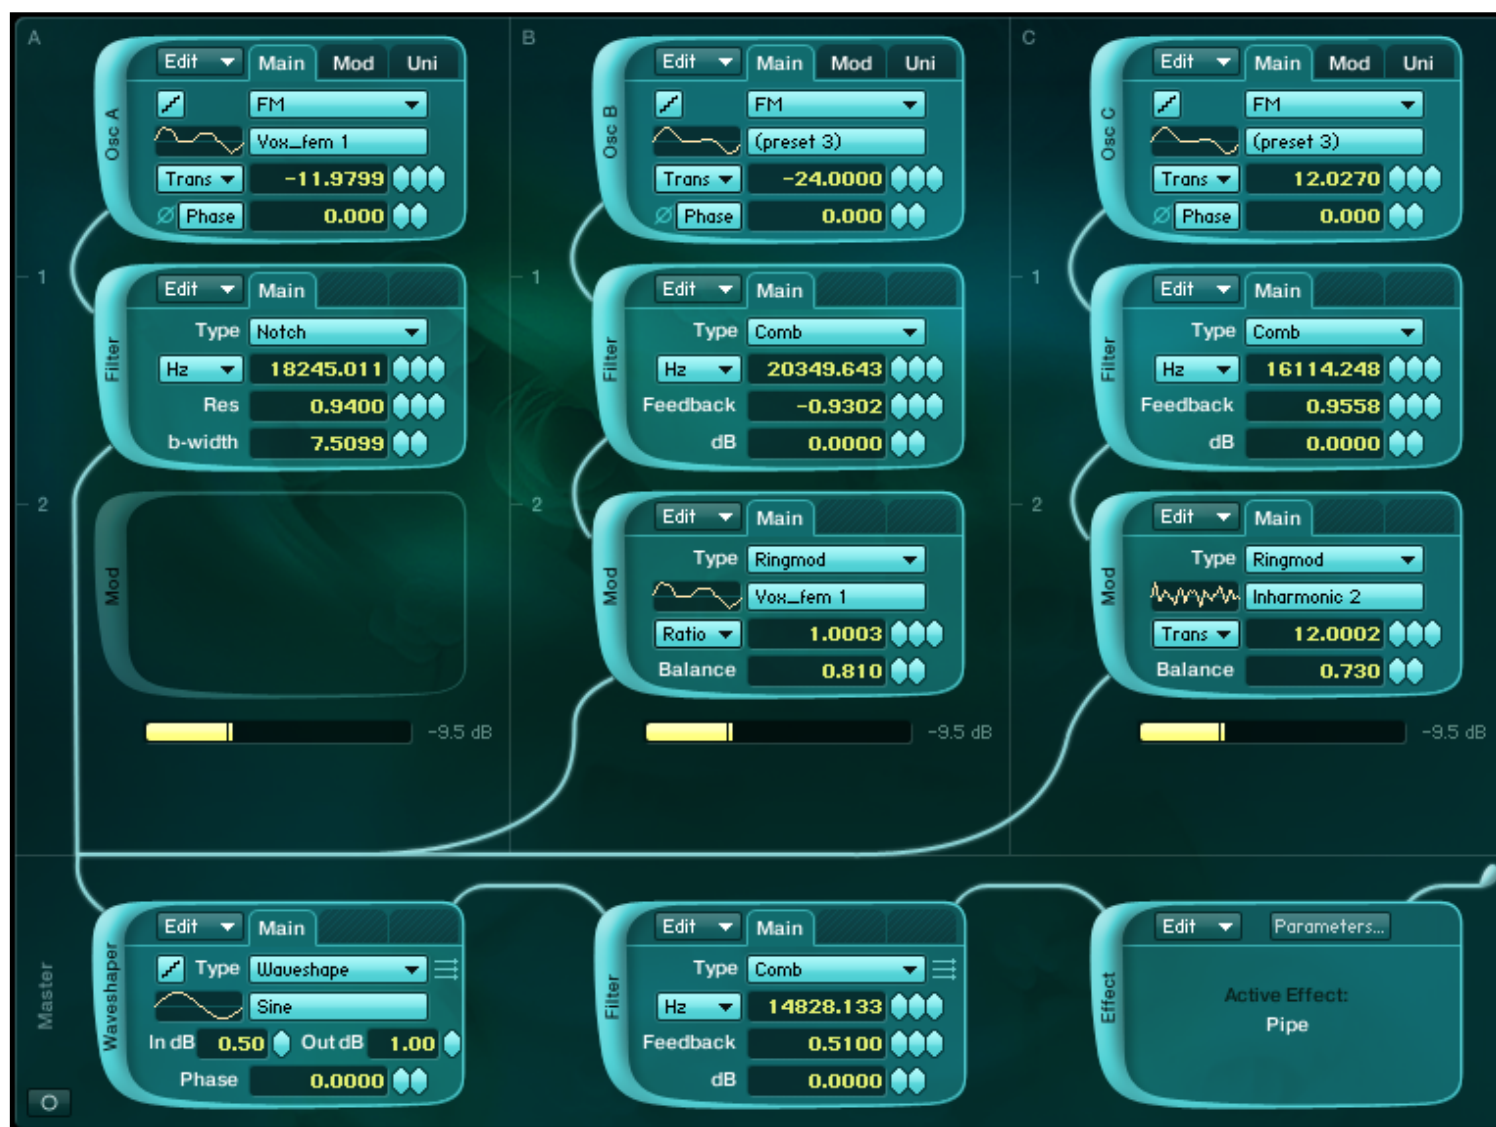 A
B
C
Edit Main Mod Uni
Osc A
FM
Vox_fem 1
Trans -11.9799
Ø Phase 0.000
Edit Main Mod Uni
Osc B
FM
(preset 3)
Trans -24.0000
Ø Phase 0.000
Edit Main Mod Uni
Osc C
FM
(preset 3)
Trans 12.0270
Ø Phase 0.000
1
Edit Main
Filter
Type Notch
Hz 18245.011
Res 0.9400
b-width 7.5099
1
Edit Main
Filter
Type Comb
Hz 20349.643
Feedback -0.9302
dB 0.0000
1
Edit Main
Filter
Type Comb
Hz 16114.248
Feedback 0.9558
dB 0.0000
2
Mod
2
Edit Main
Mod
Type Ringmod
Vox_fem 1
Ratio 1.0003
Balance 0.810
2
Edit Main
Mod
Type Ringmod
Inharmonic 2
Trans 12.0002
Balance 0.730
-9.5 dB
-9.5 dB
-9.5 dB
Master
Edit Main
Waveshaper
Type Waveshape
Sine
In dB 0.50 Out dB 1.00
Phase 0.0000
Edit Main
Filter
Type Comb
Hz 14828.133
Feedback 0.5100
dB 0.0000
Edit Parameters...
Effect
Active Effect:
Pipe